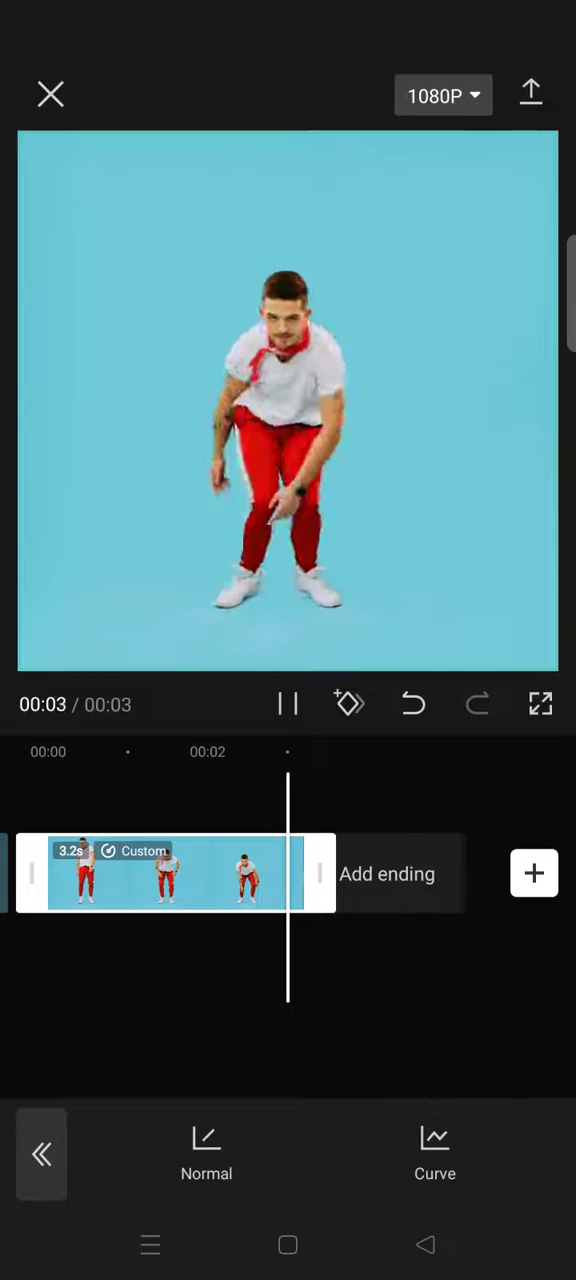 1080P
00:03 / 00:03
00:00
00:02
3.2s Custom
Add ending
Normal
Curve